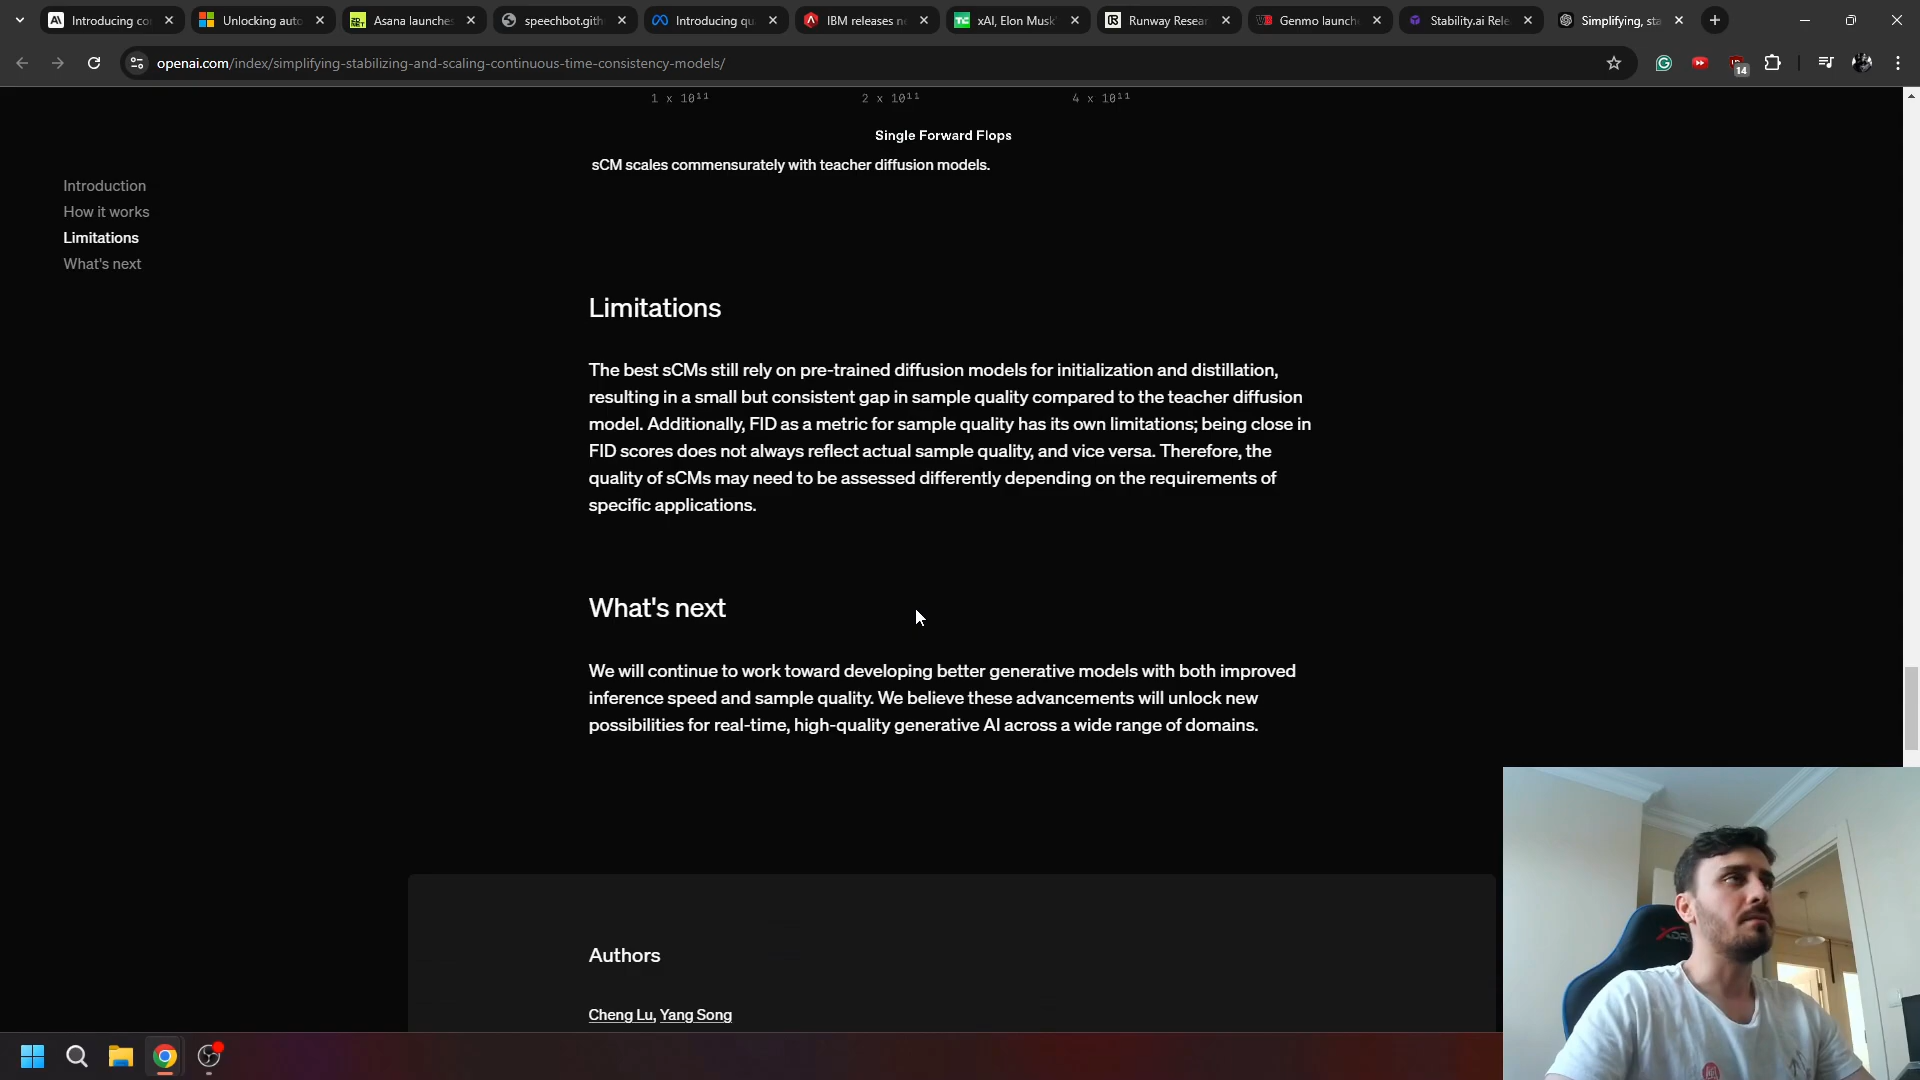 Introducing co
Unlocking auto
Asana launches
speechbot.gith
Introducing qu
IBM releases n
xAI, Elon Musk'
Runway Resear
Genmo launch
Stability.ai Rele
Simplifying, sta
openai.com/index/simplifying-stabilizing-and-scaling-continuous-time-consistency-models/
14
1 x 10¹¹
2 x 10¹¹
4 x 10¹¹
Single Forward Flops
sCM scales commensurately with teacher diffusion models.
Introduction
How it works
Limitations
What's next
Limitations
The best sCMs still rely on pre-trained diffusion models for initialization and distillation,
resulting in a small but consistent gap in sample quality compared to the teacher diffusion
model. Additionally, FID as a metric for sample quality has its own limitations; being close in
FID scores does not always reflect actual sample quality, and vice versa. Therefore, the
quality of sCMs may need to be assessed differently depending on the requirements of
specific applications.
What's next
We will continue to work toward developing better generative models with both improved
inference speed and sample quality. We believe these advancements will unlock new
possibilities for real-time, high-quality generative AI across a wide range of domains.
Authors
Cheng Lu, Yang Song